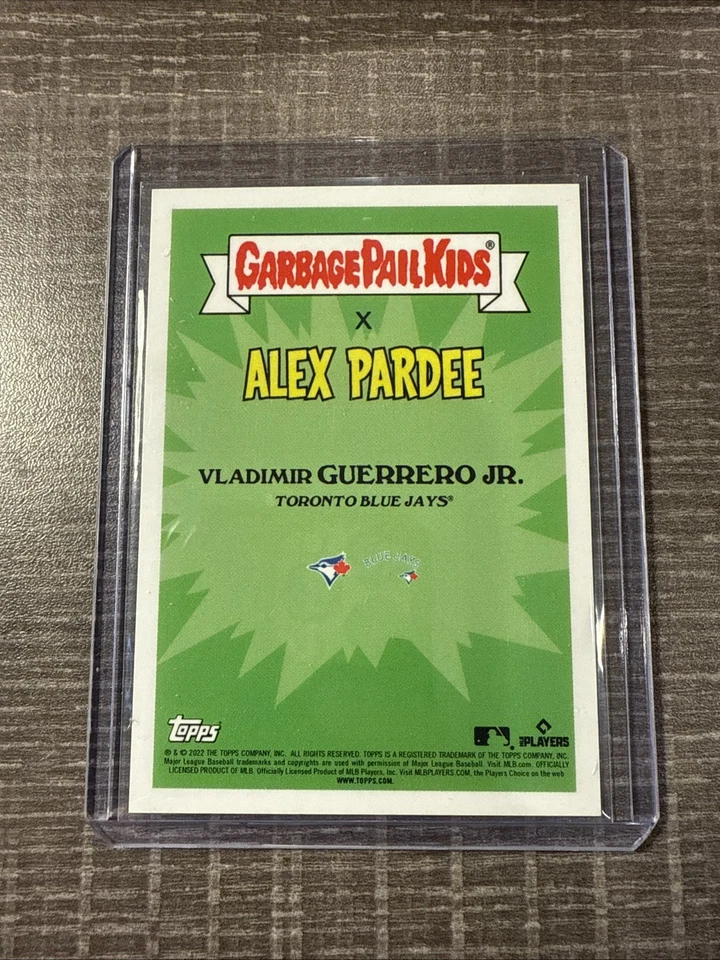 GARBAGE PAIL KIDS®
X
ALEX PARDEE
VLADIMIR GUERRERO JR.
TORONTO BLUE JAYS®
BLUE JAYS
TOPPS
MLB PLAYERS
® & © 2022 THE TOPPS COMPANY, INC. ALL RIGHTS RESERVED. TOPPS IS A REGISTERED TRADEMARK OF THE TOPPS COMPANY, INC.
Major League Baseball trademarks and copyrights are used with permission of Major League Baseball. Visit MLB.com. OFFICIALLY
LICENSED PRODUCT OF MLB. Officially Licensed Product of MLB Players, Inc. Visit MLBPLAYERS.COM, the Players Choice on the web
WWW.TOPPS.COM.